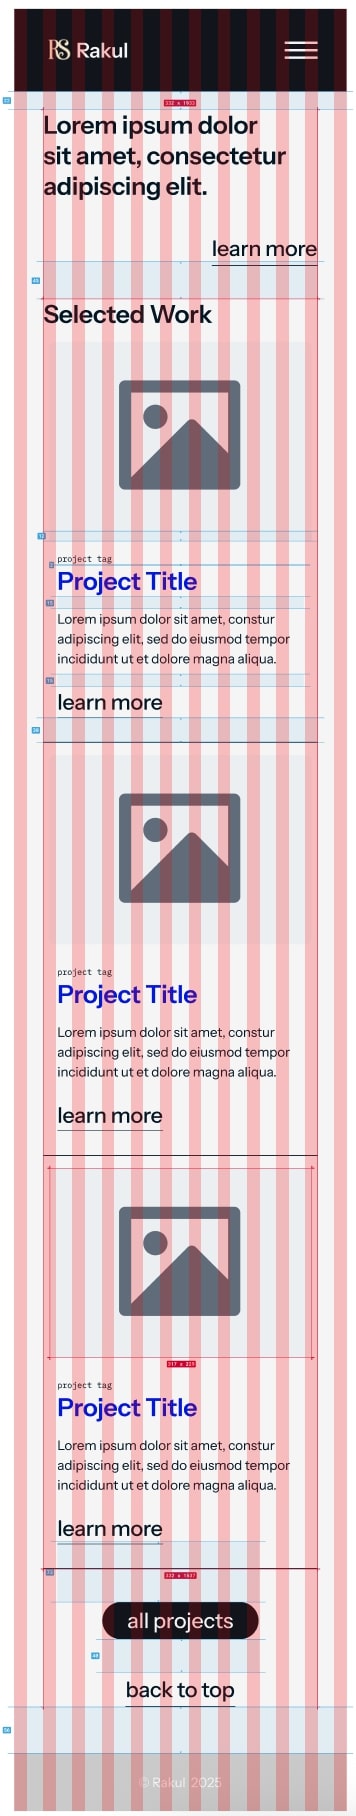 RS Rakul
Lorem ipsum dolor
sit amet, consectetur
adipiscing elit.
learn more
Selected Work
project tag
Project Title
Lorem ipsum dolor sit amet, constur
adipiscing elit, sed do eiusmod tempor
incididunt ut et dolore magna aliqua.
learn more
project tag
Project Title
Lorem ipsum dolor sit amet, constur
adipiscing elit, sed do eiusmod tempor
incididunt ut et dolore magna aliqua.
learn more
317 x 229
project tag
Project Title
Lorem ipsum dolor sit amet, constur
adipiscing elit, sed do eiusmod tempor
incididunt ut et dolore magna aliqua.
learn more
all projects
back to top
© Rakul 2025